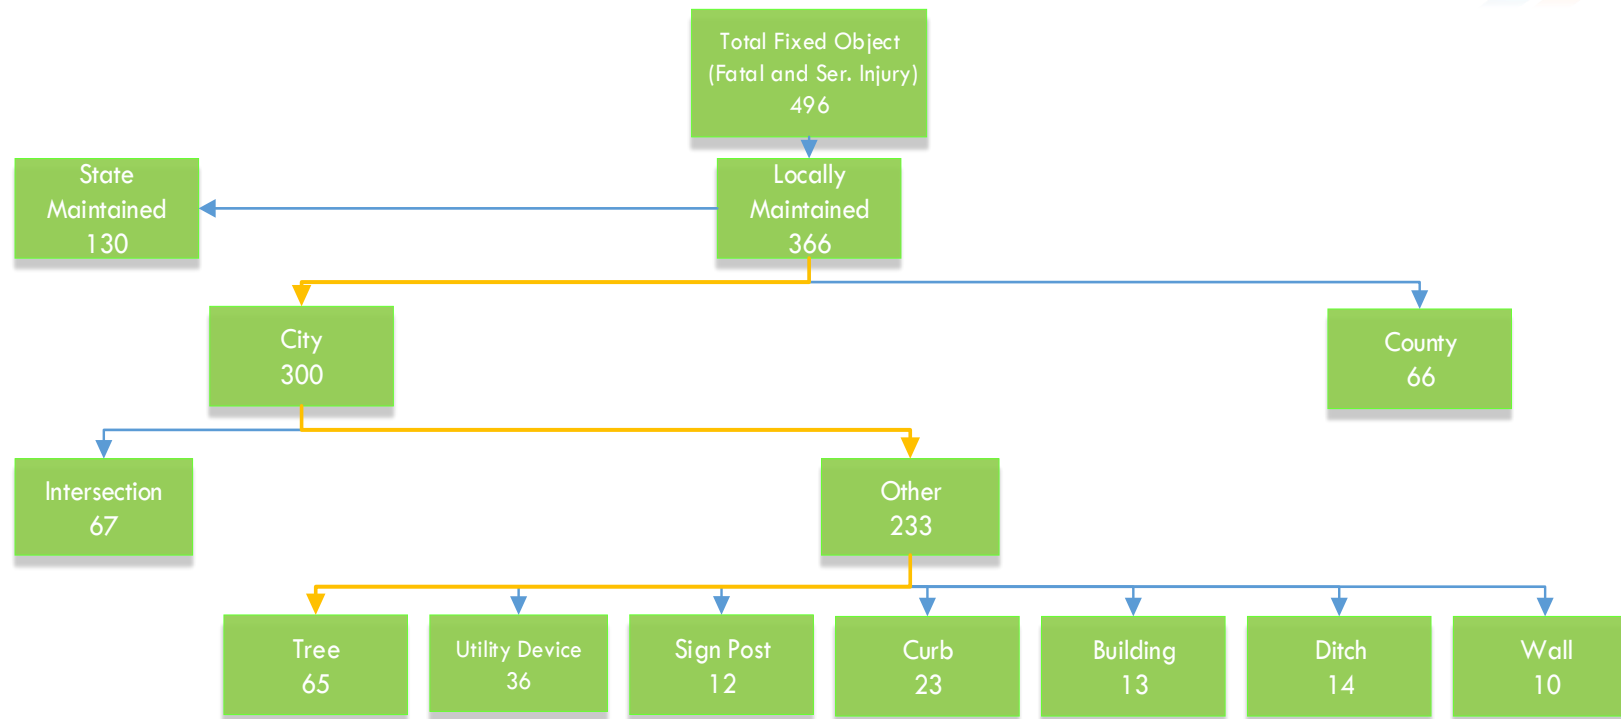 Total Fixed Object
(Fatal and Ser. Injury)
496
State
Maintained
130
Locally
Maintained
366
City
300
County
66
Intersection
67
Other
233
Tree
65
Utility Device
36
Sign Post
12
Curb
23
Building
13
Ditch
14
Wall
10